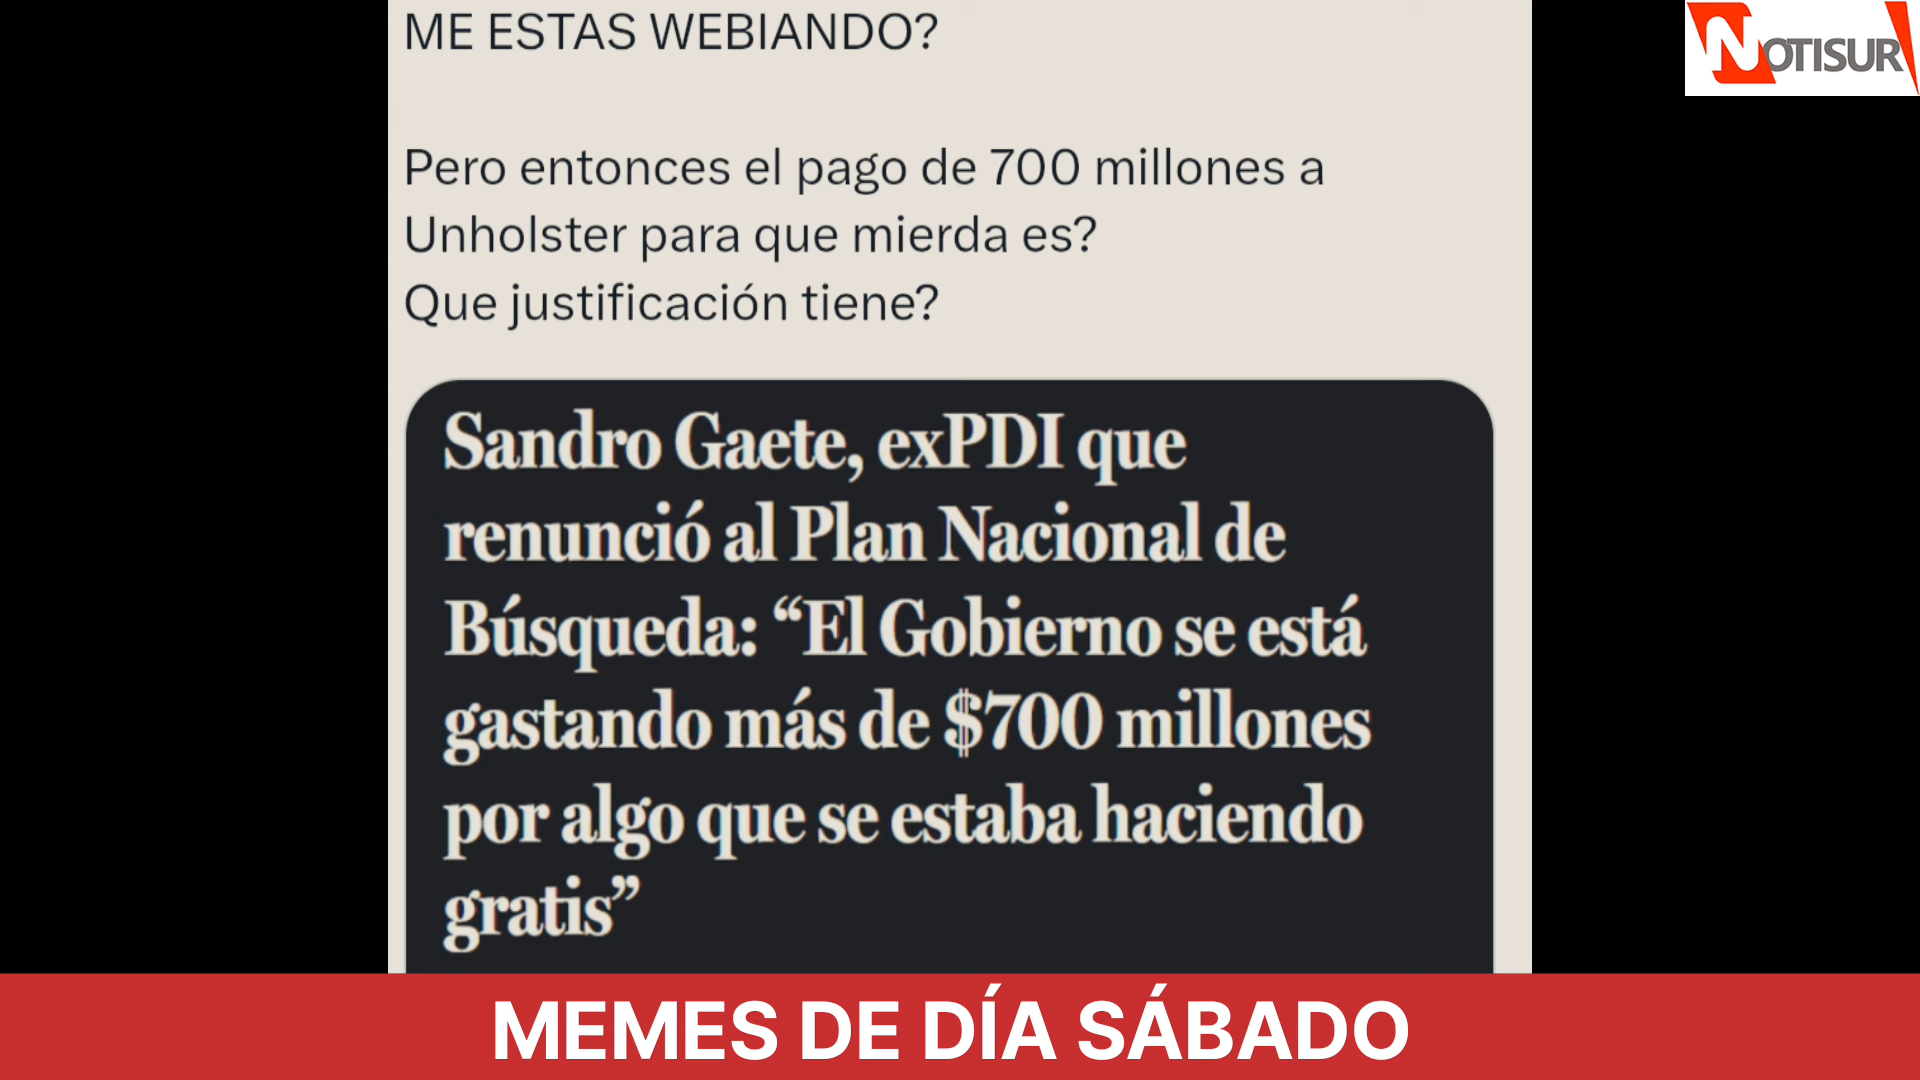 ME ESTAS WEBIANDO?
NOTISUR
Pero entonces el pago de 700 millones a
Unholster para que mierda es?
Que justificación tiene?
Sandro Gaete, exPDI que
renunció al Plan Nacional de
Búsqueda: “El Gobierno se está
gastando más de $700 millones
por algo que se estaba haciendo
gratis”
MEMES DE DÍA SÁBADO